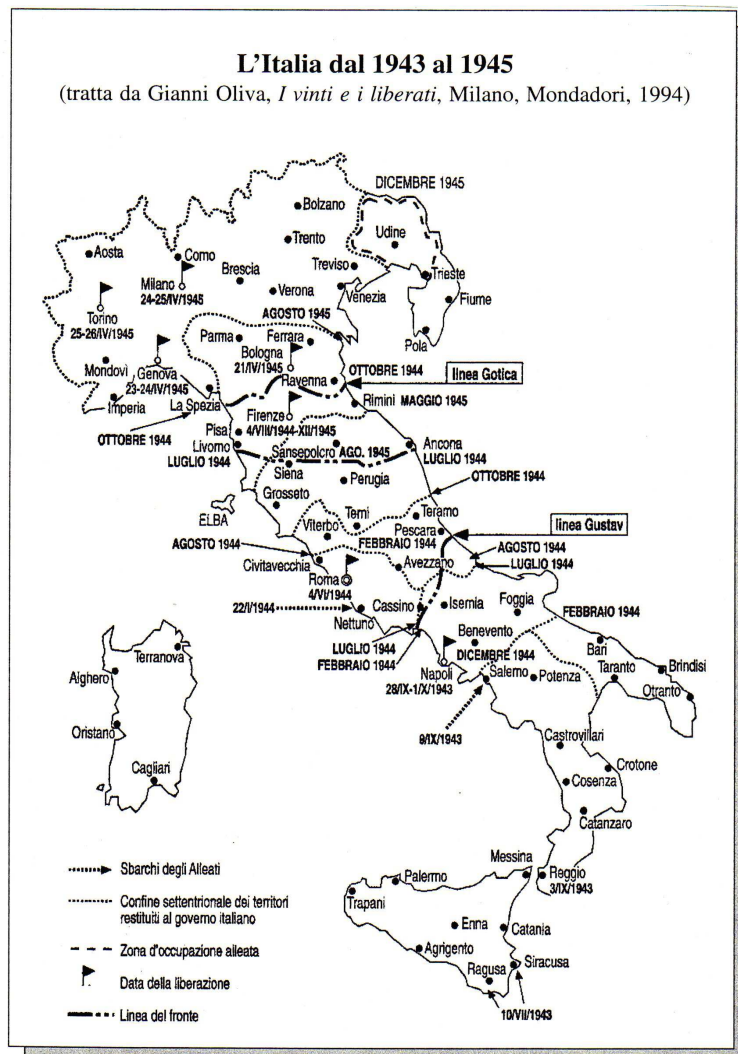 L'Italia dal 1943 al 1945
(tratta da Gianni Oliva, I vinti e i liberati, Milano, Mondadori, 1994)
DICEMBRE 1945
Bolzano
Trento
Udine
Aosta
Como
Treviso
Trieste
Milano
24-25/IV/1945
Brescia
Verona
Venezia
Fiume
Torino
25-26/IV/1945
AGOSTO 1945
Pola
Parma
Ferrara
Mondovì
Genova
23-24/IV/1945
Bologna
21/IV/1945
OTTOBRE 1944
linea Gotica
Ravenna
Imperia
La Spezia
Rimini MAGGIO 1945
OTTOBRE 1944
Firenze
4/VIII/1944-XII/1945
Pisa
Livorno
LUGLIO 1944
Sansepolcro AGO. 1945
Siena
Ancona
LUGLIO 1944
Perugia
OTTOBRE 1944
Grosseto
ELBA
Viterbo
Terni
Teramo
Pescara
linea Gustav
FEBBRAIO 1944
AGOSTO 1944
Civitavecchia
Avezzano
AGOSTO 1944
LUGLIO 1944
Roma
4/VI/1944
22/I/1944
Nettuno
Cassino
Isernia
Foggia
FEBBRAIO 1944
Benevento
LUGLIO 1944
FEBBRAIO 1944
DICEMBRE 1944
Bari
Napoli
28/IX-1/X/1943
Salerno
Potenza
Taranto
Brindisi
Otranto
9/IX/1943
Terranova
Alghero
Oristano
Cagliari
Castrovillari
Crotone
Cosenza
Catanzaro
Messina
Reggio
3/IX/1943
Palermo
Trapani
Enna
Catania
Agrigento
Ragusa
Siracusa
10/VII/1943
Sbarchi degli Alleati
Confine settentrionale dei territori
restituiti al governo italiano
Zona d'occupazione alleata
Data della liberazione
Linea del fronte